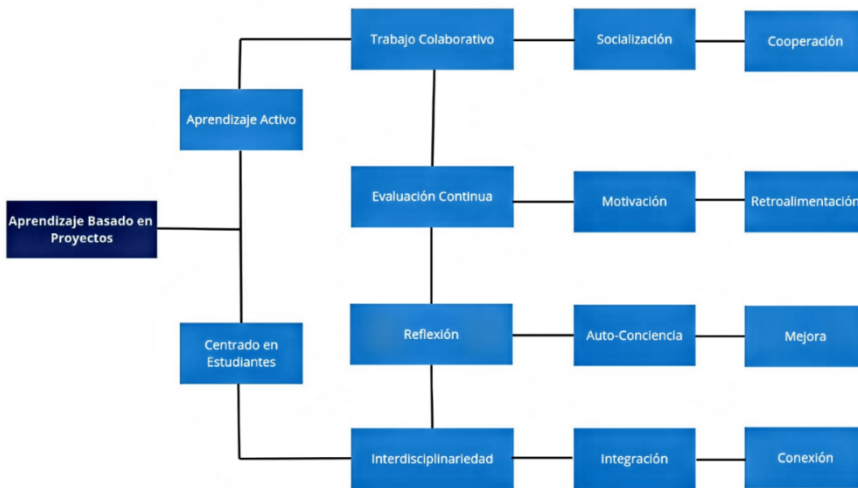 Trabajo Colaborativo
Socialización
Cooperación
Aprendizaje Activo
Evaluación Continua
Motivación
Retroalimentación
Aprendizaje Basado en
Proyectos
Centrado en
Estudiantes
Reflexión
Auto-Conciencia
Mejora
Interdisciplinariedad
Integración
Conexión